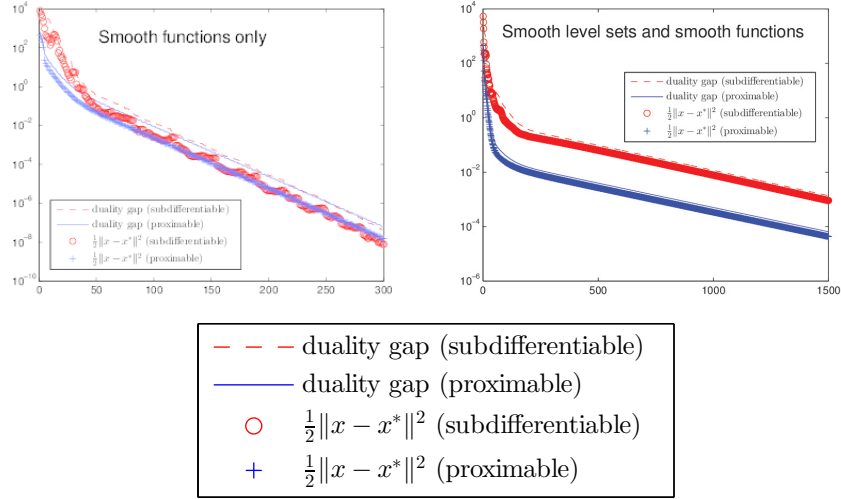 Smooth functions only
10^4
10^2
10^0
10^-2
10^-4
10^-6
10^-8
10^-10
0 50 100 150 200 250 300
duality gap (subdifferentiable)
duality gap (proximable)
½‖x − x*‖² (subdifferentiable)
½‖x − x*‖² (proximable)
Smooth level sets and smooth functions
10^4
10^2
10^0
10^-2
10^-4
10^-6
0 500 1000 1500
duality gap (subdifferentiable)
duality gap (proximable)
½‖x − x*‖² (subdifferentiable)
½‖x − x*‖² (proximable)
duality gap (subdifferentiable)
duality gap (proximable)
½‖x − x*‖² (subdifferentiable)
½‖x − x*‖² (proximable)